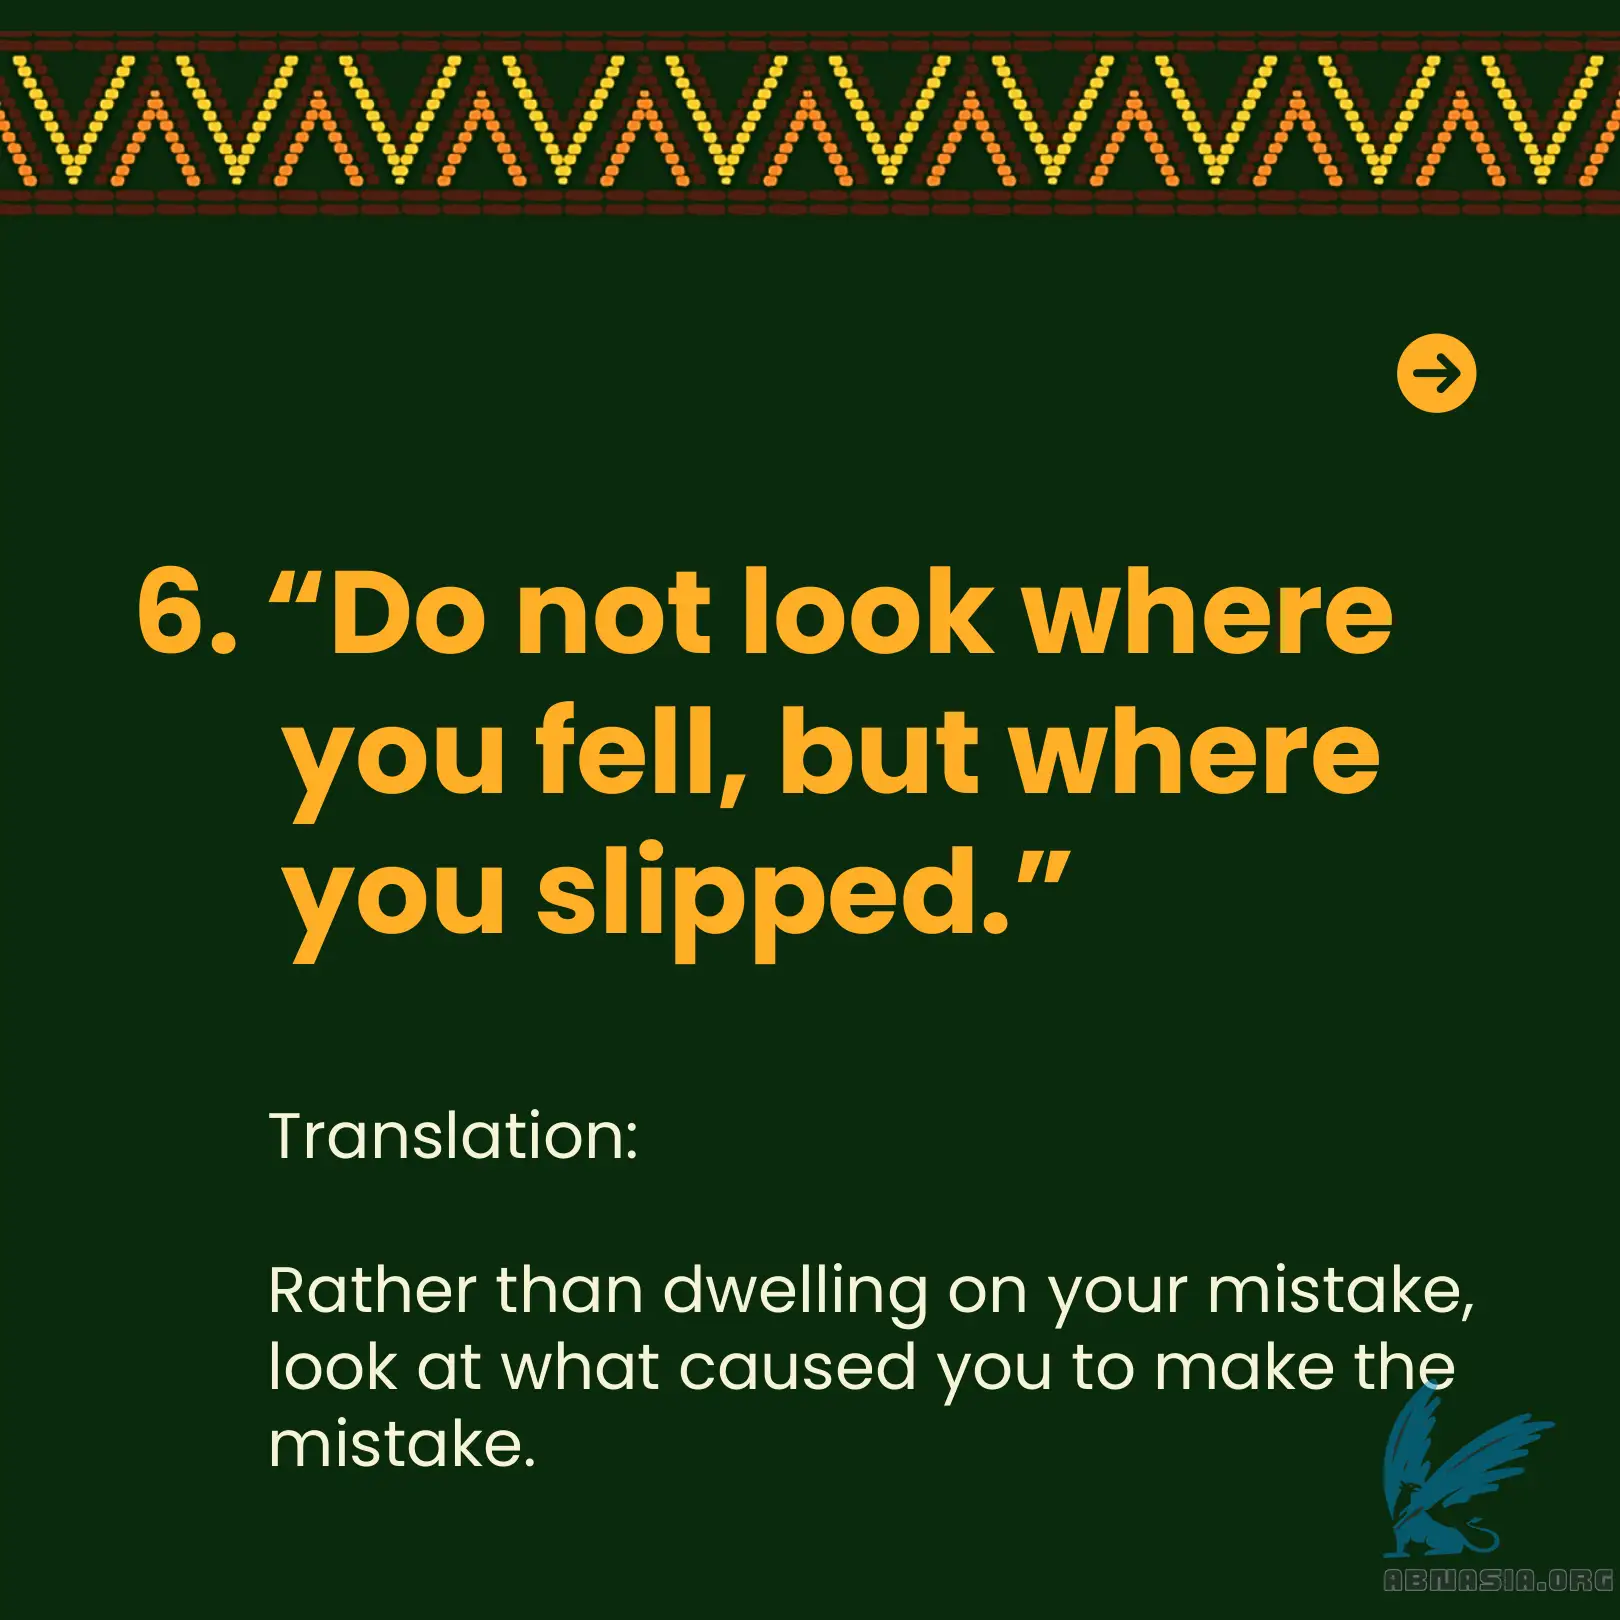 6. “Do not look where
you fell, but where
you slipped.”
Translation:
Rather than dwelling on your mistake,
look at what caused you to make the
mistake.
ABNASIA.ORG